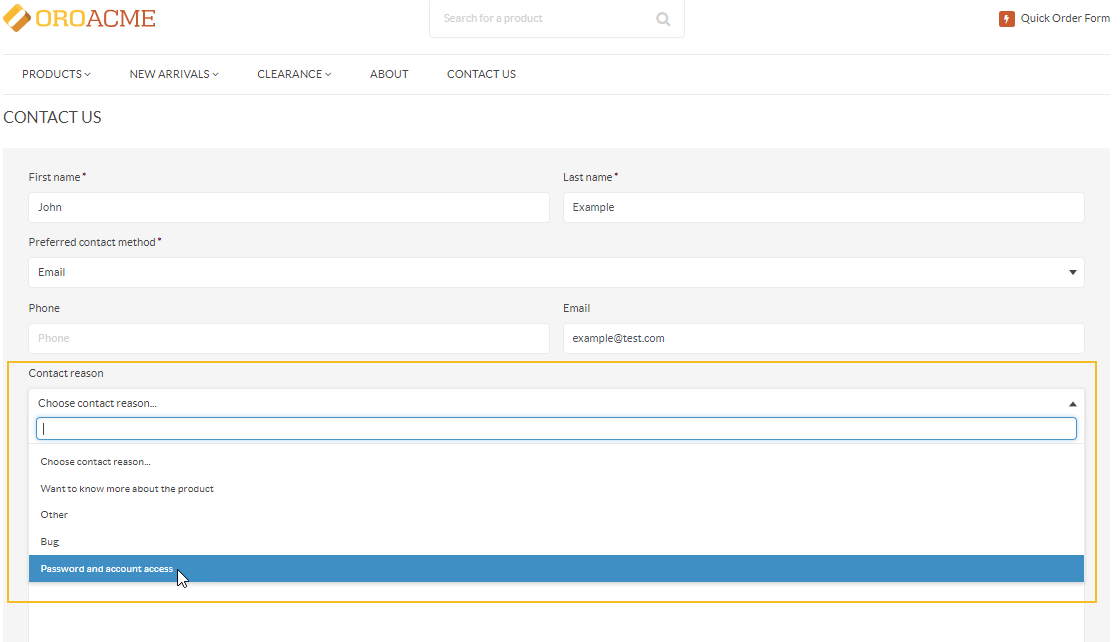 OROACME
Search for a product
Quick Order Form
PRODUCTS
NEW ARRIVALS
CLEARANCE
ABOUT
CONTACT US
CONTACT US
First name*
Last name*
John
Example
Preferred contact method*
Email
Phone
Email
Phone
example@test.com
Contact reason
Choose contact reason...
Choose contact reason...
Want to know more about the product
Other
Bug
Password and account access